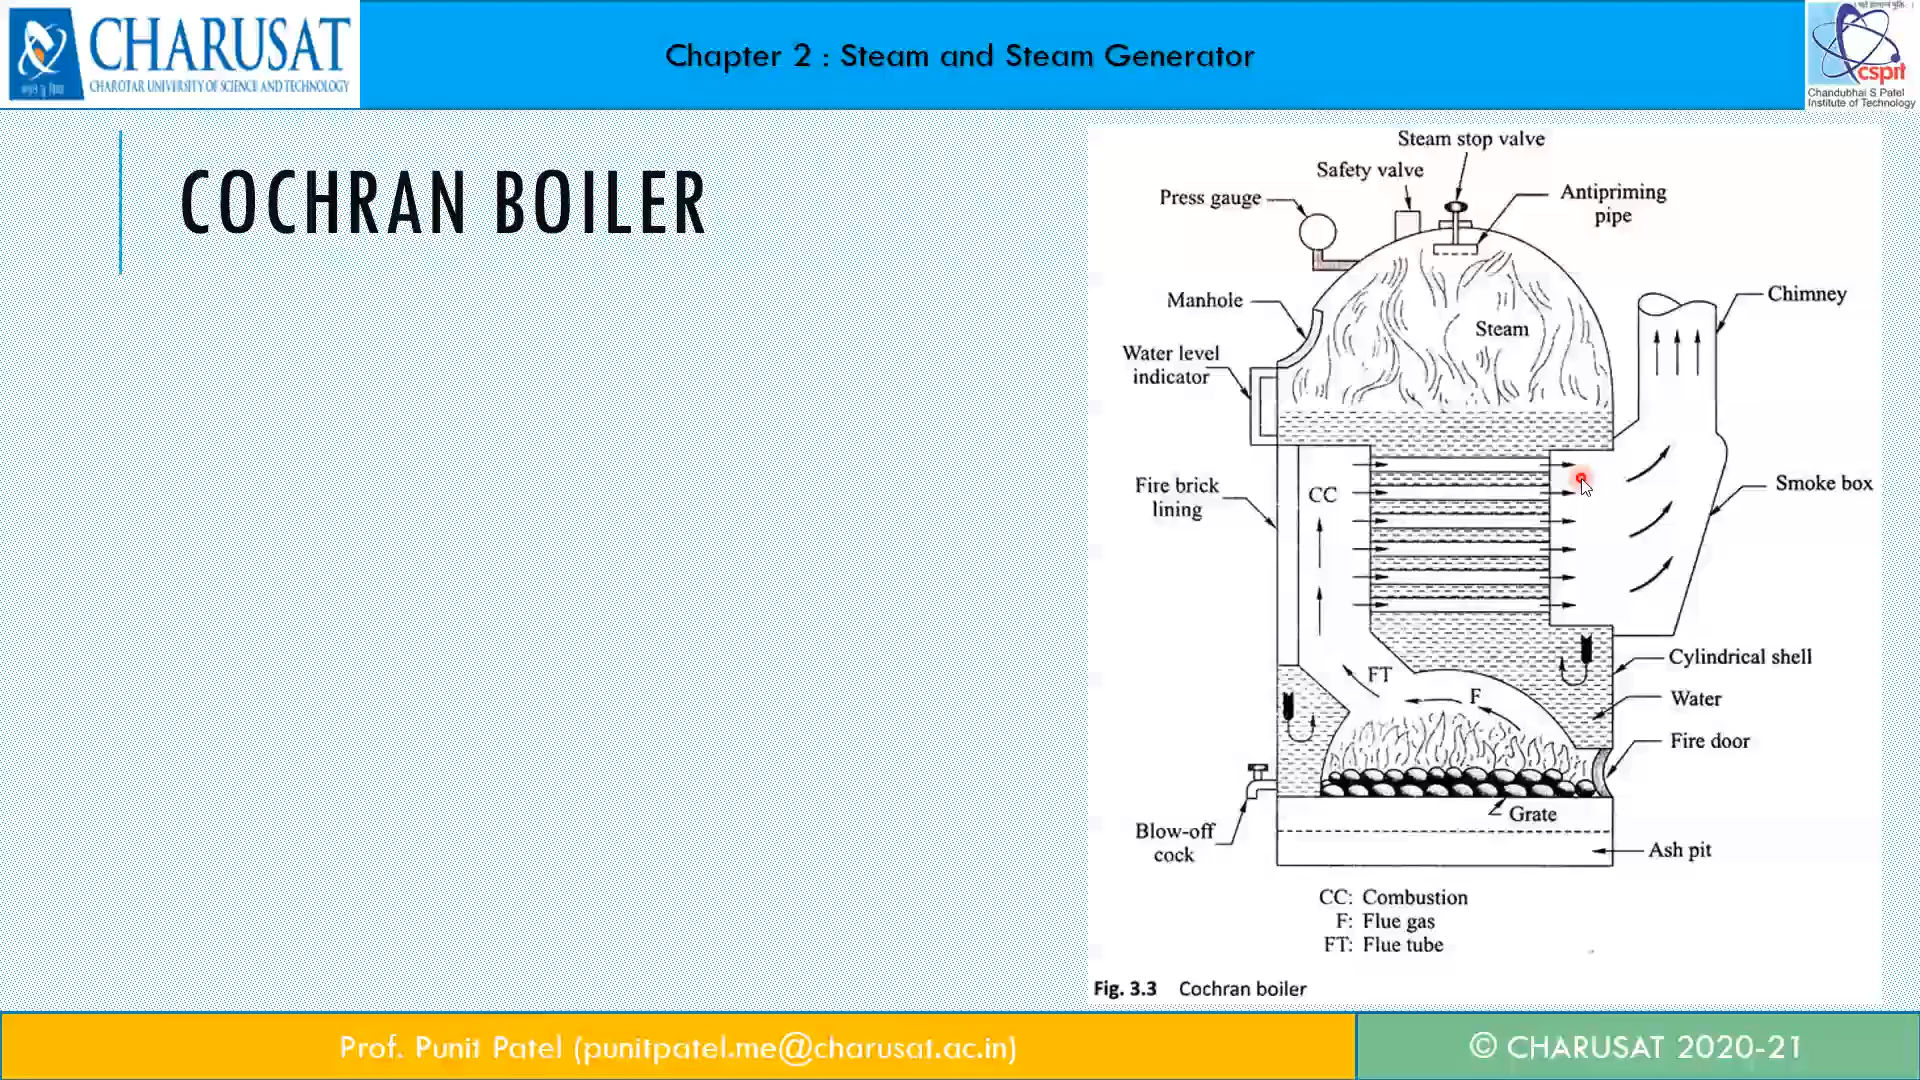 CHARUSAT
CHAROTAR UNIVERSITY OF SCIENCE AND TECHNOLOGY
Chapter 2 : Steam and Steam Generator
cspit
Chandubhai S Patel
Institute of Technology
COCHRAN BOILER
Steam stop valve
Safety valve
Press gauge
Antipriming
pipe
Manhole
Chimney
Steam
Water level
indicator
CC
Fire brick
lining
Smoke box
FT
F
Cylindrical shell
Water
Fire door
Grate
Blow-off
cock
Ash pit
CC: Combustion
F: Flue gas
FT: Flue tube
Fig. 3.3 Cochran boiler
Prof. Punit Patel (punitpatel.me@charusat.ac.in)
© CHARUSAT 2020-21